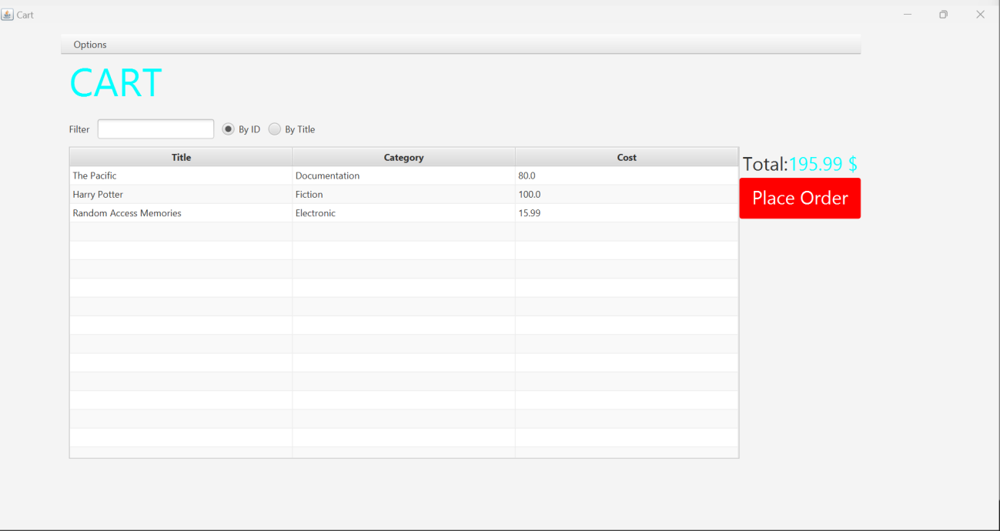 Cart
Options
CART
Filter By ID By Title
Title Category Cost
The Pacific Documentation 80.0
Harry Potter Fiction 100.0
Random Access Memories Electronic 15.99
Total:195.99 $
Place Order